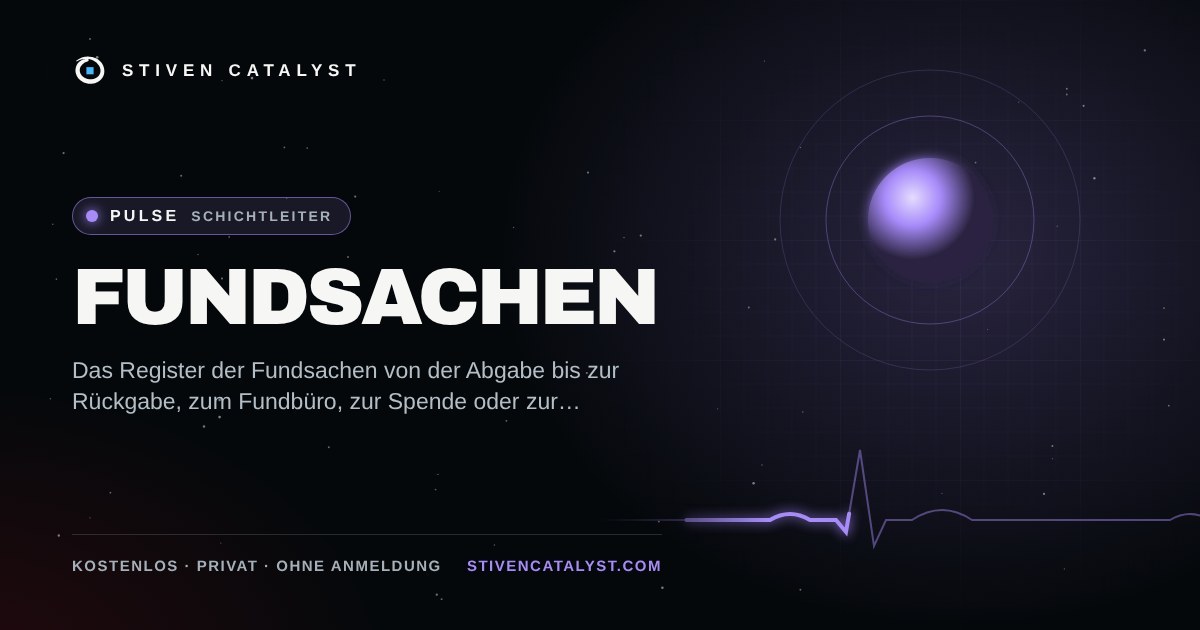 STIVEN CATALYST
PULSE SCHICHTLEITER
FUNDSACHEN
Das Register der Fundsachen von der Abgabe bis zur
Rückgabe, zum Fundbüro, zur Spende oder zur…
KOSTENLOS · PRIVAT · OHNE ANMELDUNG STIVENCATALYST.COM